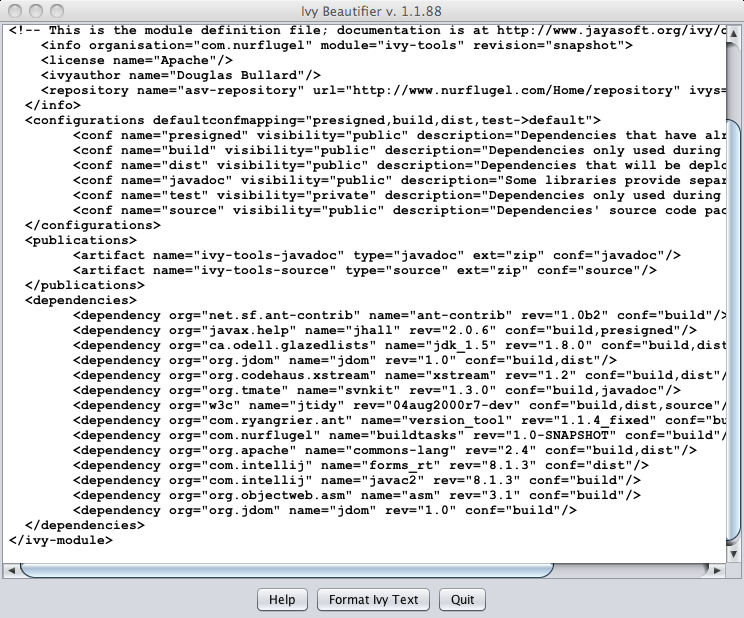 Ivy Beautifier v. 1.1.88
<!-- This is the module definition file; documentation is at http://www.jayasoft.org/ivy/
<info organisation="com.nurflugel" module="ivy-tools" revision="snapshot">
<license name="Apache"/>
<ivyauthor name="Douglas Bullard"/>
<repository name="asv-repository" url="http://www.nurflugel.com/Home/repository" ivys=
</info>
<configurations defaultconfmapping="presigned,build,dist,test->default">
<conf name="presigned" visibility="public" description="Dependencies that have
<conf name="build" visibility="public" description="Dependencies only used during
<conf name="dist" visibility="public" description="Dependencies that will be
<conf name="javadoc" visibility="public" description="Some libraries provide
<conf name="test" visibility="private" description="Dependencies only used during
<conf name="source" visibility="public" description="Dependencies' source code
</configurations>
<publications>
<artifact name="ivy-tools-javadoc" type="javadoc" ext="zip" conf="javadoc"/>
<artifact name="ivy-tools-source" type="source" ext="zip" conf="source"/>
</publications>
<dependencies>
<dependency org="net.sf.ant-contrib" name="ant-contrib" rev="1.0b2" conf="build"/>
<dependency org="javax.help" name="jhall" rev="2.0.6" conf="build,presigned"/>
<dependency org="ca.odell.glazedlists" name="jdk_1.5" rev="1.8.0" conf="build,dist
<dependency org="org.jdom" name="jdom" rev="1.0" conf="build,dist"/>
<dependency org="org.codehaus.xstream" name="xstream" rev="1.2" conf="build,dist"/
<dependency org="org.tmate" name="svnkit" rev="1.3.0" conf="build,javadoc"/>
<dependency org="w3c" name="jtidy" rev="04aug2000r7-dev" conf="build,dist,source"/
<dependency org="com.ryangrier.ant" name="version_tool" rev="1.1.4_fixed" conf="bu
<dependency org="com.nurflugel" name="buildtasks" rev="1.0-SNAPSHOT" conf="build"/
<dependency org="org.apache" name="commons-lang" rev="2.4" conf="build,dist"/>
<dependency org="com.intellij" name="forms_rt" rev="8.1.3" conf="dist"/>
<dependency org="com.intellij" name="javac2" rev="8.1.3" conf="build"/>
<dependency org="org.objectweb.asm" name="asm" rev="3.1" conf="build"/>
<dependency org="org.jdom" name="jdom" rev="1.0" conf="build"/>
</dependencies>
</ivy-module>
Help Format Ivy Text Quit